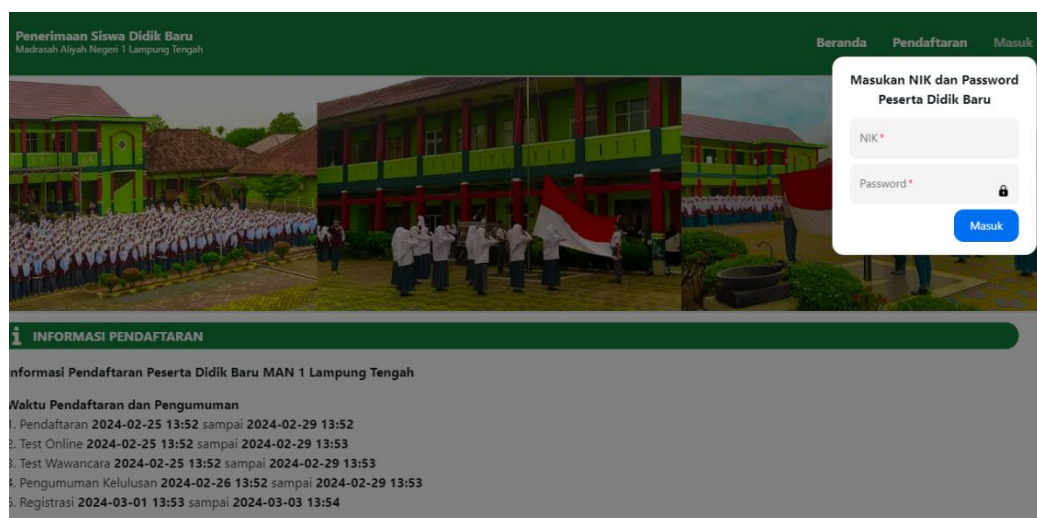 Penerimaan Siswa Didik Baru
Madrasah Aliyah Negeri 1 Lampung Tengah
Beranda Pendaftaran Masuk
Masukan NIK dan Password
Peserta Didik Baru
NIK*
Password*
Masuk
INFORMASI PENDAFTARAN
nformasi Pendaftaran Peserta Didik Baru MAN 1 Lampung Tengah
Waktu Pendaftaran dan Pengumuman
1. Pendaftaran 2024-02-25 13:52 sampai 2024-02-29 13:52
2. Test Online 2024-02-25 13:52 sampai 2024-02-29 13:53
3. Test Wawancara 2024-02-25 13:52 sampai 2024-02-29 13:53
4. Pengumuman Kelulusan 2024-02-26 13:52 sampai 2024-02-29 13:53
5. Registrasi 2024-03-01 13:53 sampai 2024-03-03 13:54